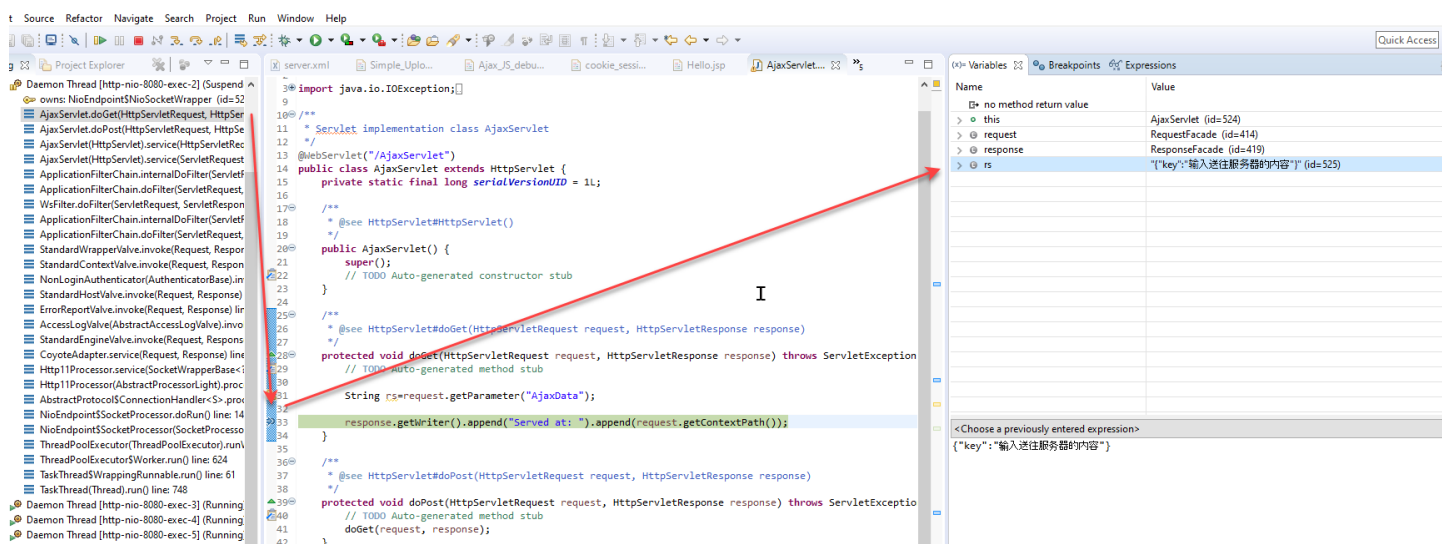 t Source Refactor Navigate Search Project Run Window Help
Quick Access
g Project Explorer
Daemon Thread [http-nio-8080-exec-2] (Suspend
owns: NioEndpoint$NioSocketWrapper (id=52
AjaxServlet.doGet(HttpServletRequest, HttpSer
AjaxServlet.doPost(HttpServletRequest, HttpSe
AjaxServlet(HttpServlet).service(HttpServletRec
AjaxServlet(HttpServlet).service(ServletRequest
ApplicationFilterChain.internalDoFilter(ServletF
ApplicationFilterChain.doFilter(ServletRequest,
WsFilter.doFilter(ServletRequest, ServletRespon
ApplicationFilterChain.internalDoFilter(ServletF
ApplicationFilterChain.doFilter(ServletRequest,
StandardWrapperValve.invoke(Request, Respor
StandardContextValve.invoke(Request, Respon
NonLoginAuthenticator(AuthenticatorBase).in
StandardHostValve.invoke(Request, Response)
ErrorReportValve.invoke(Request, Response) lir
AccessLogValve(AbstractAccessLogValve).invo
StandardEngineValve.invoke(Request, Respons
CoyoteAdapter.service(Request, Response) line
Http11Processor.service(SocketWrapperBase<?
Http11Processor(AbstractProcessorLight).proc
AbstractProtocol$ConnectionHandler<S>.proc
NioEndpoint$SocketProcessor.doRun() line: 14
NioEndpoint$SocketProcessor(SocketProcesso
ThreadPoolExecutor(ThreadPoolExecutor).runW
ThreadPoolExecutor$Worker.run() line: 624
TaskThread$WrappingRunnable.run() line: 61
TaskThread(Thread).run() line: 748
Daemon Thread [http-nio-8080-exec-3] (Running
Daemon Thread [http-nio-8080-exec-4] (Running
Daemon Thread [http-nio-8080-exec-5] (Running
server.xml Simple_Uplo... Ajax_JS_debu... cookie_sessi... Hello.jsp AjaxServlet.... »5
3 import java.io.IOException;
9
10 /**
11 * Servlet implementation class AjaxServlet
12 */
13 @WebServlet("/AjaxServlet")
14 public class AjaxServlet extends HttpServlet {
15 private static final long serialVersionUID = 1L;
16
17 /**
18 * @see HttpServlet#HttpServlet()
19 */
20 public AjaxServlet() {
21 super();
22 // TODO Auto-generated constructor stub
23 }
24
25 /**
26 * @see HttpServlet#doGet(HttpServletRequest request, HttpServletResponse response)
27 */
28 protected void doGet(HttpServletRequest request, HttpServletResponse response) throws ServletException
29 // TODO Auto-generated method stub
30
31 String rs=request.getParameter("AjaxData");
32
33 response.getWriter().append("Served at: ").append(request.getContextPath());
34 }
35
36 /**
37 * @see HttpServlet#doPost(HttpServletRequest request, HttpServletResponse response)
38 */
39 protected void doPost(HttpServletRequest request, HttpServletResponse response) throws ServletExceptio
40 // TODO Auto-generated method stub
41 doGet(request, response);
42 }
(x)= Variables Breakpoints Expressions
Name Value
no method return value
this AjaxServlet (id=524)
request RequestFacade (id=414)
response ResponseFacade (id=419)
rs "{"key":"输入送往服务器的内容"}" (id=525)
<Choose a previously entered expression>
{"key":"输入送往服务器的内容"}